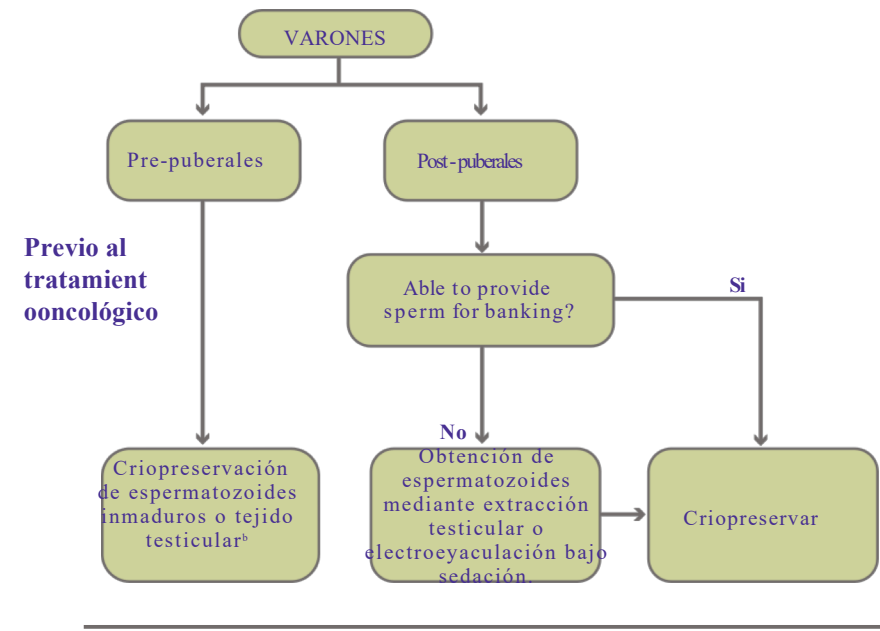 VARONES
Pre-puberales
Post-puberales
Previo al
tratamient
ooncológico
Able to provide
sperm for banking?
Si
No
Criopreservación
de espermatozoides
inmaduros o tejido
testicularᵇ
Obtención de
espermatozoides
mediante extracción
testicular o
electroeyaculación bajo
sedación.
Criopreservar